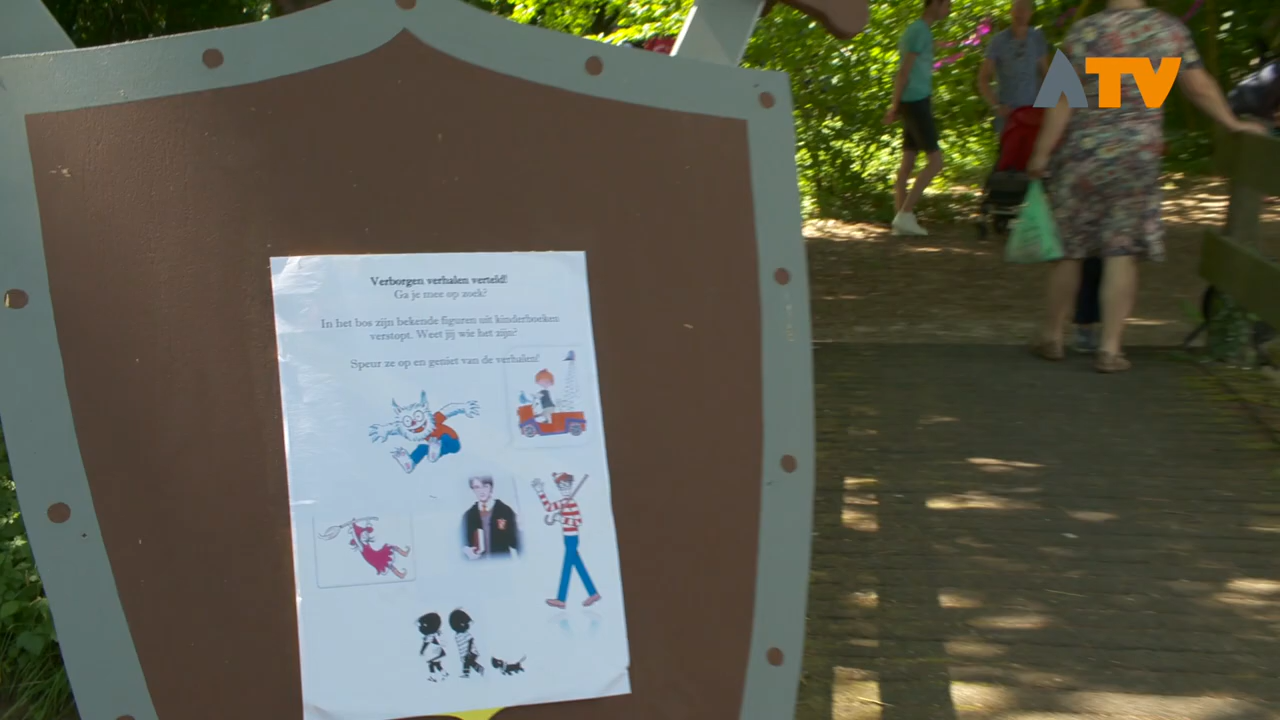 ATV
Verborgen verhalen verteld!
Ga je mee op zoek?
In het bos zijn bekende figuren uit kinderboeken
verstopt. Weet jij wie het zijn?
Speur ze op en geniet van de verhalen!